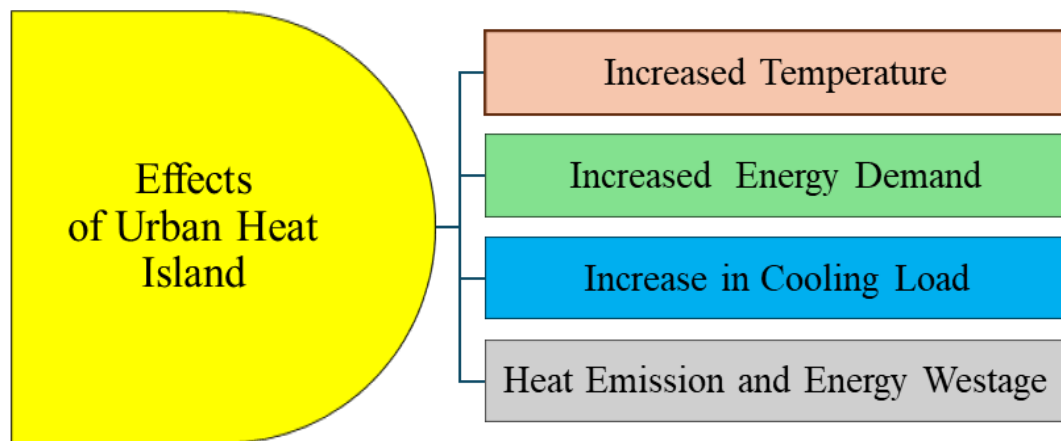 Effects
of Urban Heat
Island
Increased Temperature
Increased Energy Demand
Increase in Cooling Load
Heat Emission and Energy Westage